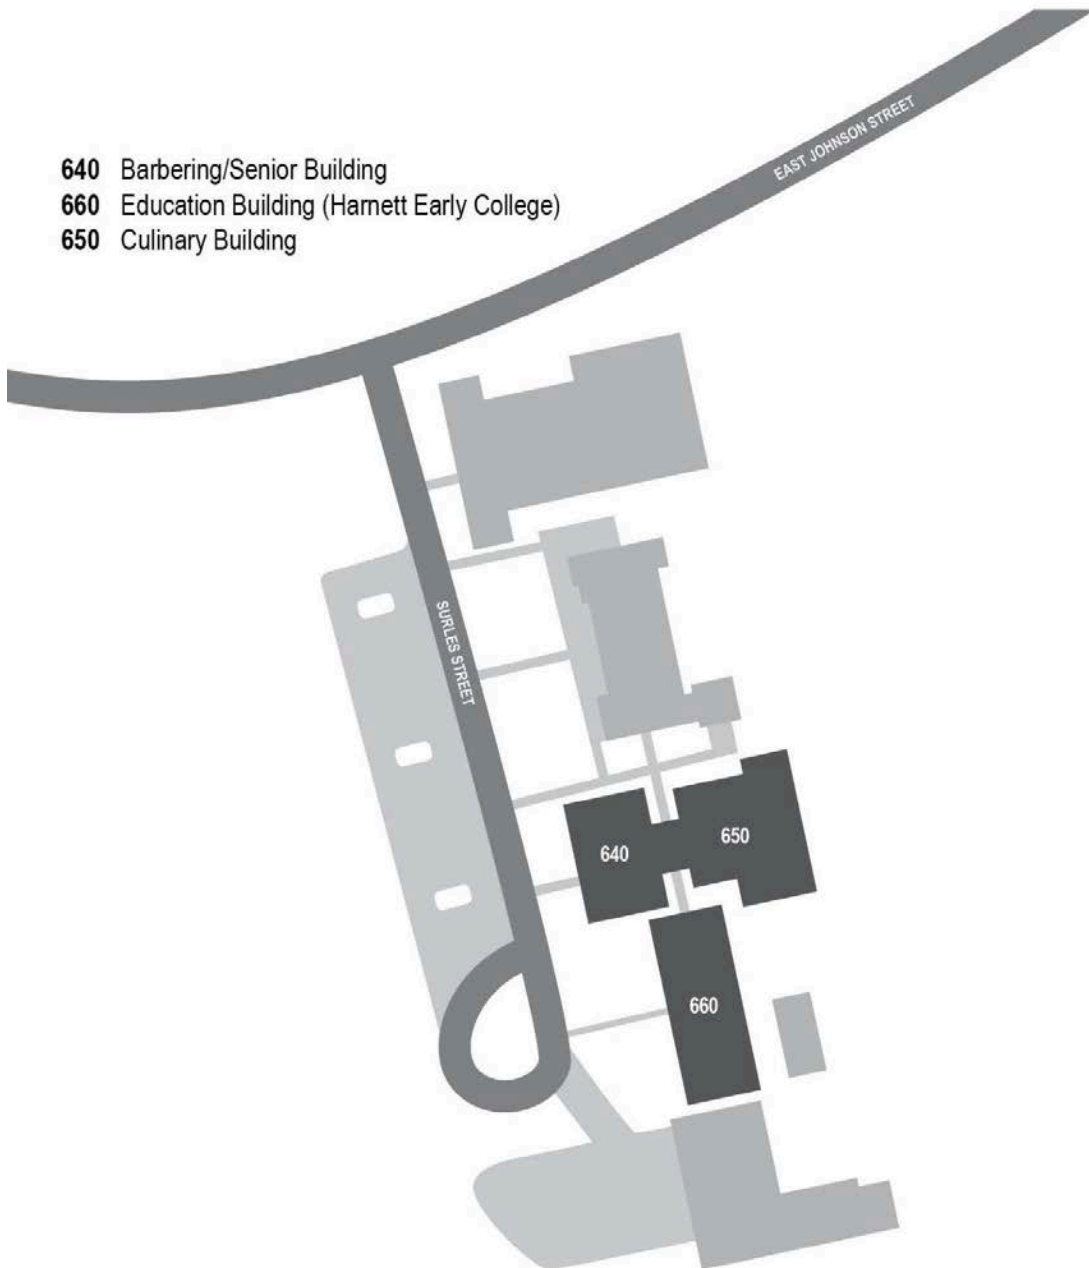 640 Barbering/Senior Building
660 Education Building (Harnett Early College)
650 Culinary Building
EAST JOHNSON STREET
SURLES STREET
640
650
660